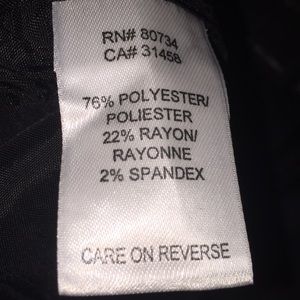 RN# 80734
CA# 31458
76% POLYESTER/
POLIESTER
22% RAYON/
RAYONNE
2% SPANDEX
CARE ON REVERSE